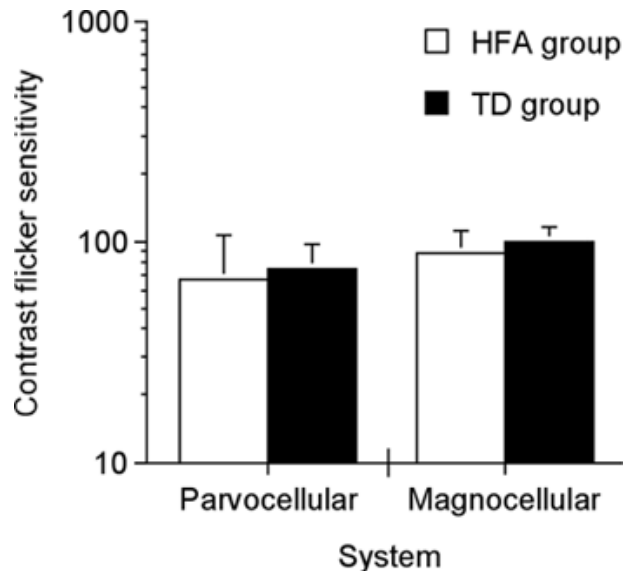 1000
HFA group
TD group
100
10
Contrast flicker sensitivity
Parvocellular
Magnocellular
System